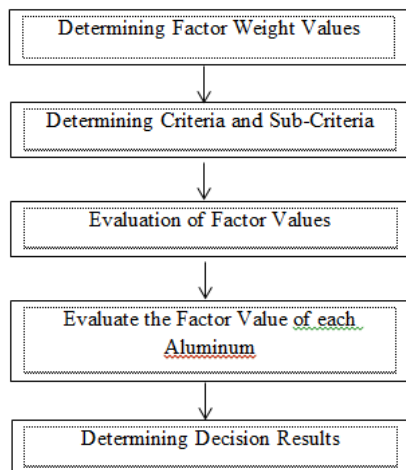 Determining Factor Weight Values
Determining Criteria and Sub-Criteria
Evaluation of Factor Values
Evaluate the Factor Value of each
Aluminum
Determining Decision Results